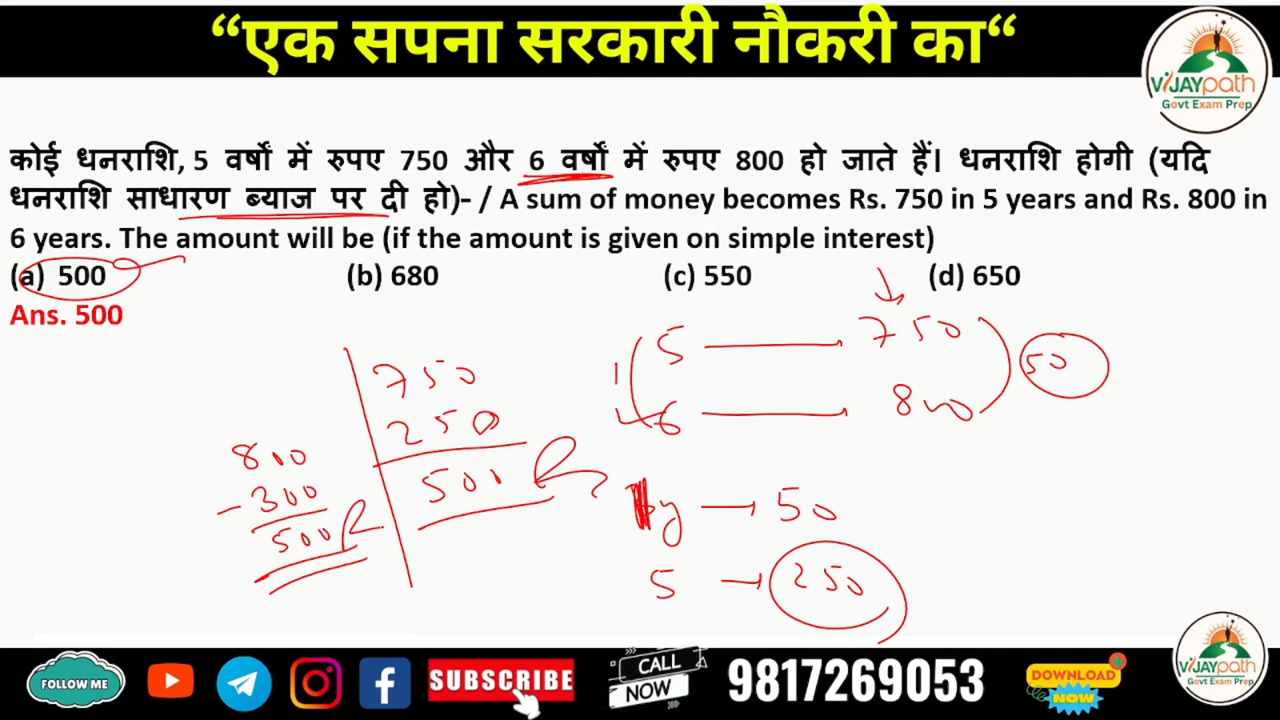 “एक सपना सरकारी नौकरी का“
VIJAYpath
Govt Exam Prep
कोई धनराशि, 5 वर्षों में रुपए 750 और 6 वर्षों में रुपए 800 हो जाते हैं। धनराशि होगी (यदि
धनराशि साधारण ब्याज पर दी हो)- / A sum of money becomes Rs. 750 in 5 years and Rs. 800 in
6 years. The amount will be (if the amount is given on simple interest)
(a) 500 (b) 680 (c) 550 (d) 650
Ans. 500
5 750
1 50
6 800
750
250
500
800
- 300
500
y → 50
5 → 250
FOLLOW ME
SUBSCRIBE
CALL
NOW
9817269053
DOWNLOAD
NOW
VIJAYpath
Govt Exam Prep